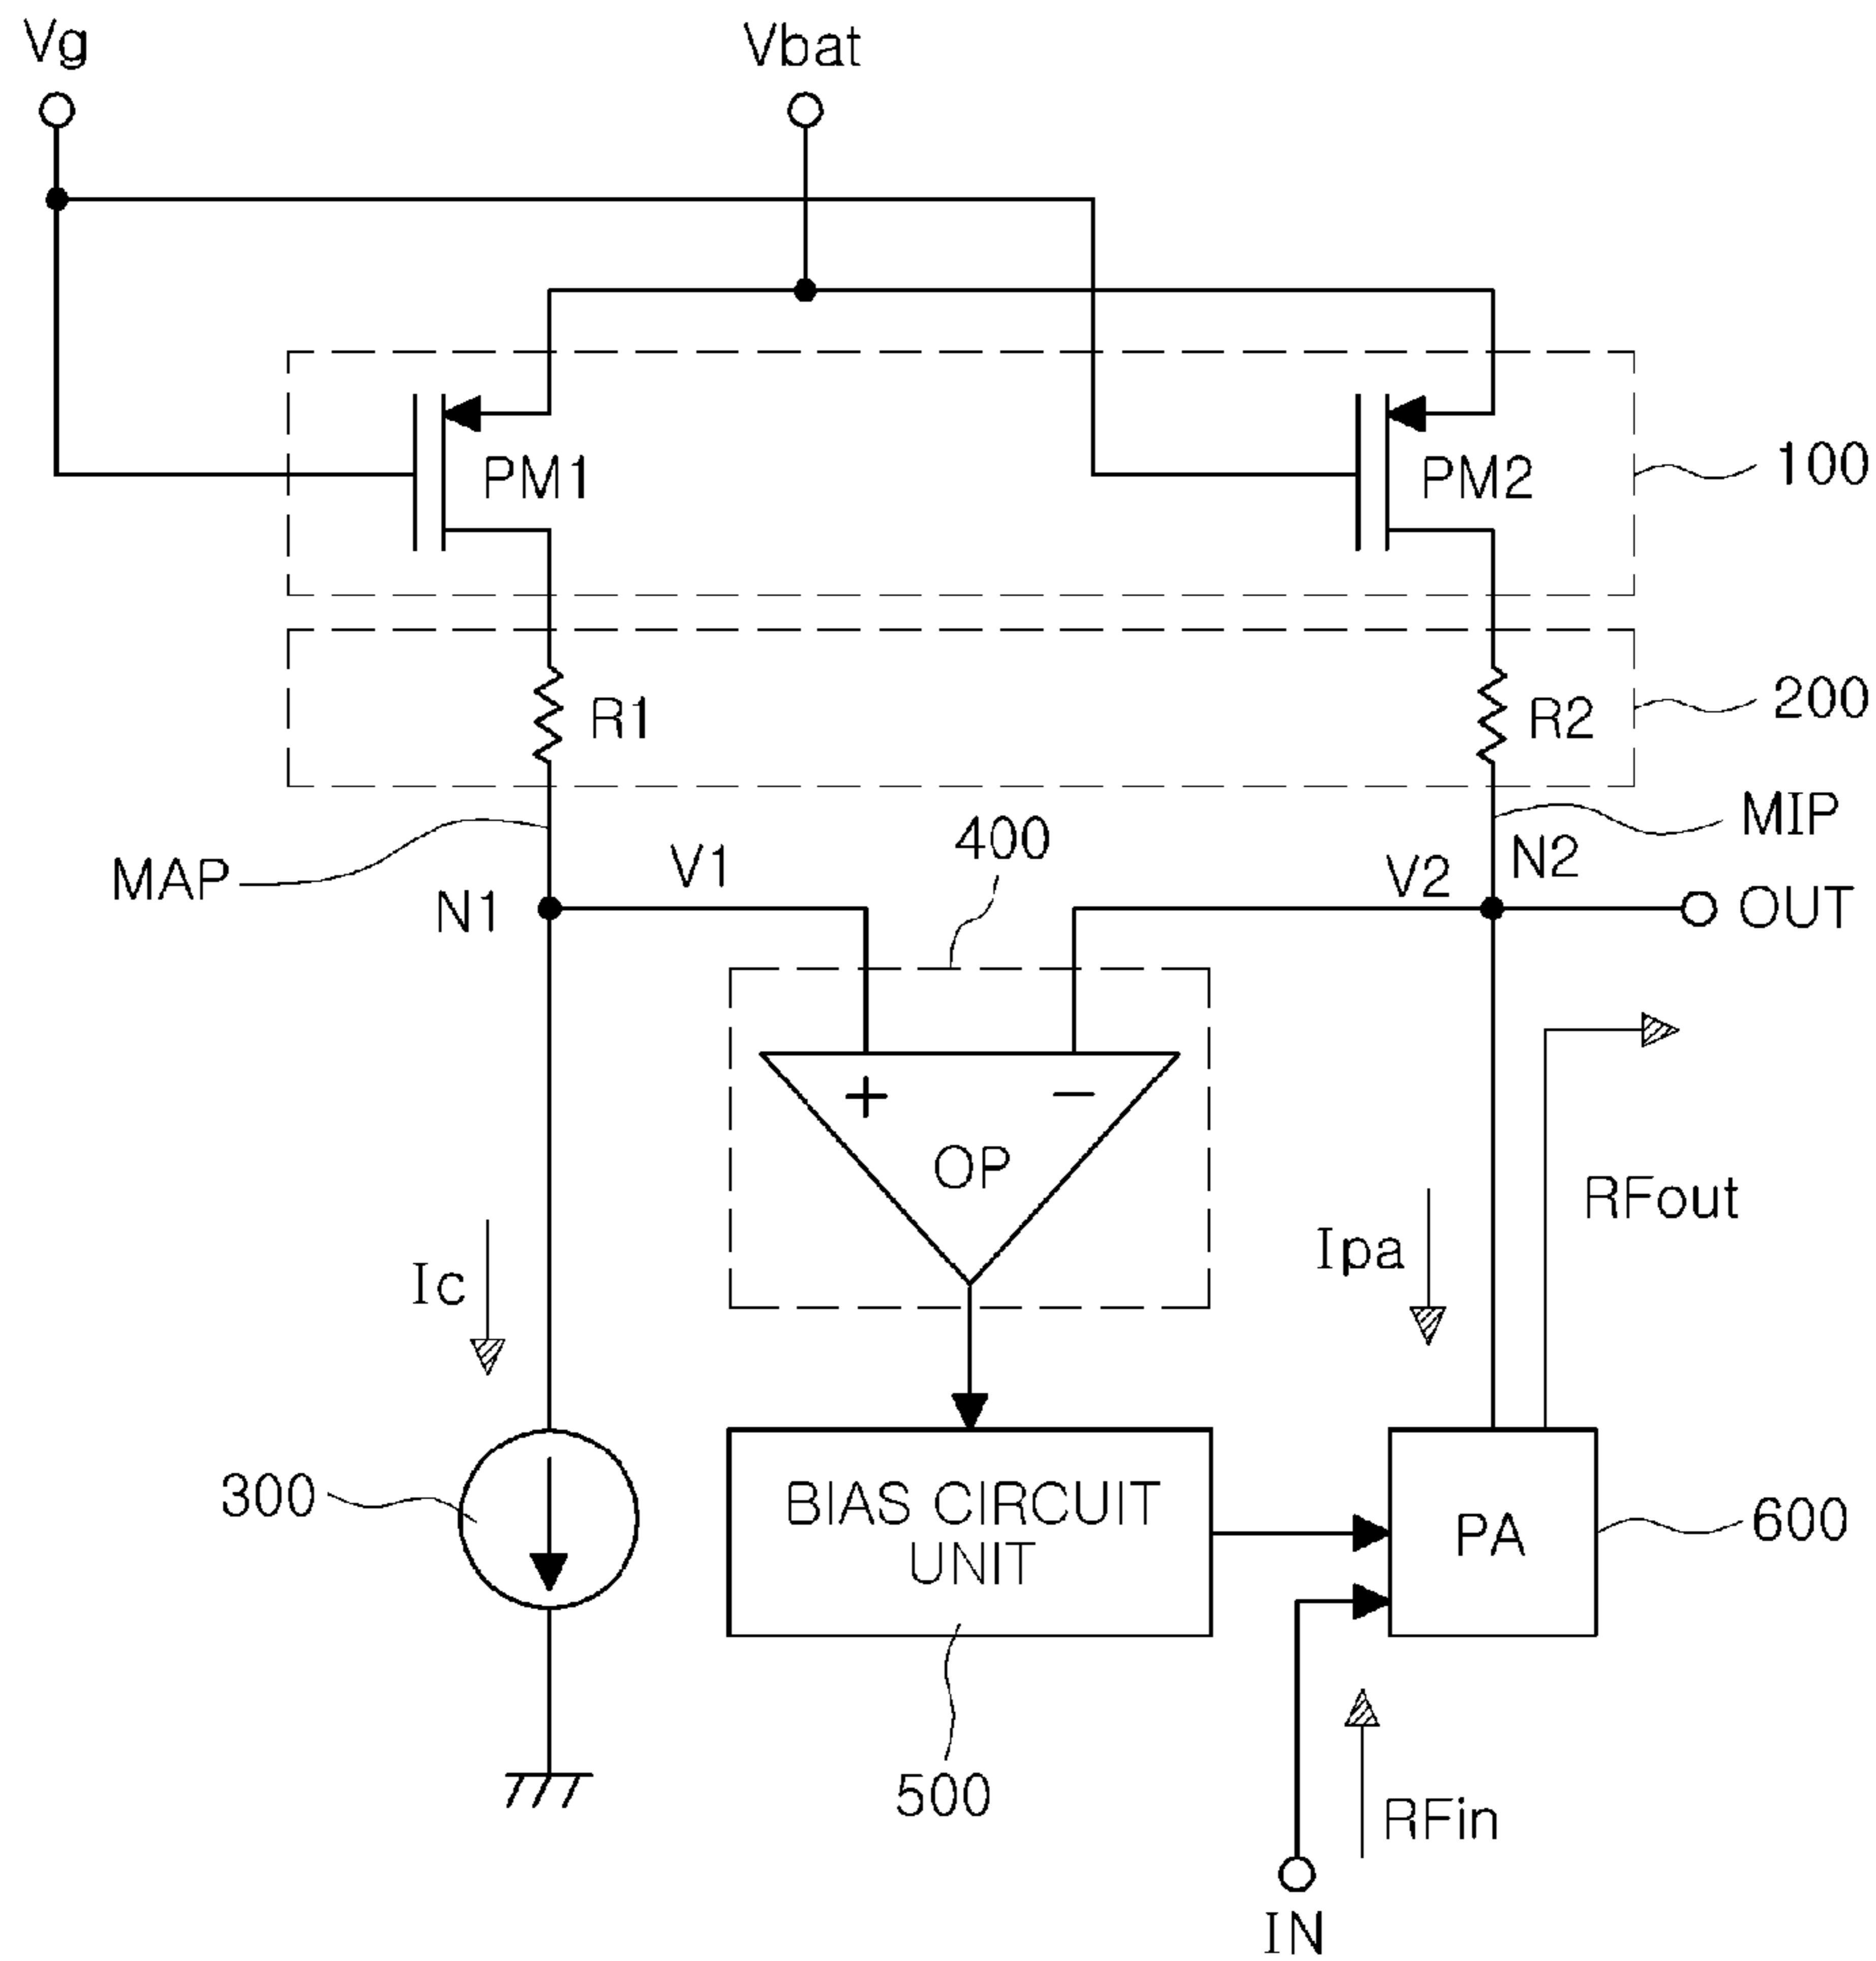 Vg
Vbat
PM1
PM2
100
R1
R2
200
MIP
400
MAP
V1
V2
N2
N1
OUT
+
−
OP
RFout
Ic
Ipa
300
BIAS CIRCUIT
UNIT
PA
600
500
RFin
IN